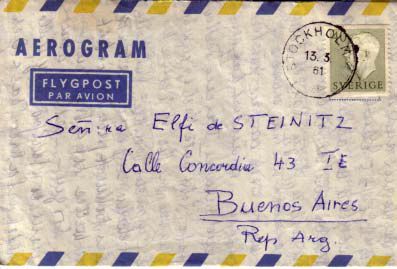 AEROGRAM
FLYGPOST
PAR AVION
STOCKHOLM
13.3
61
SVERIGE
Señora Elfi de STEINITZ
Calle Concordia 43 I E
Buenos Aires
Rep. Arg.